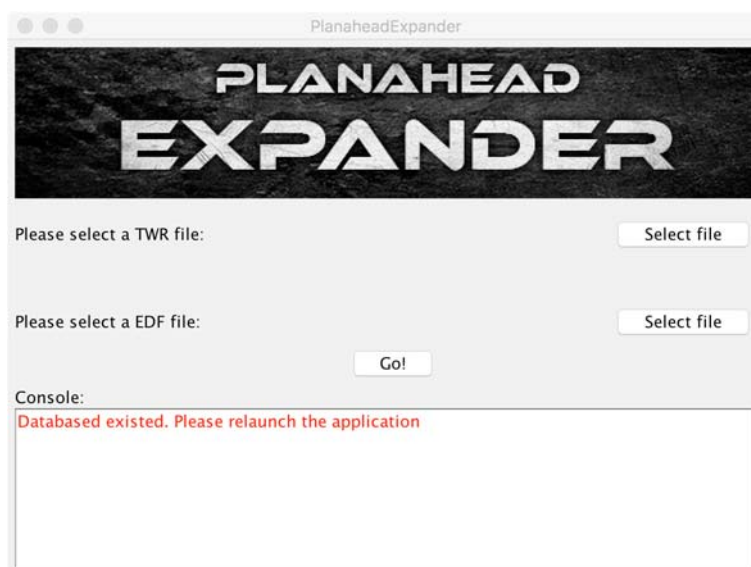 PlanaheadExpander
PLANAHEAD
EXPANDER
Please select a TWR file:
Select file
Please select a EDF file:
Select file
Go!
Console:
Databased existed. Please relaunch the application